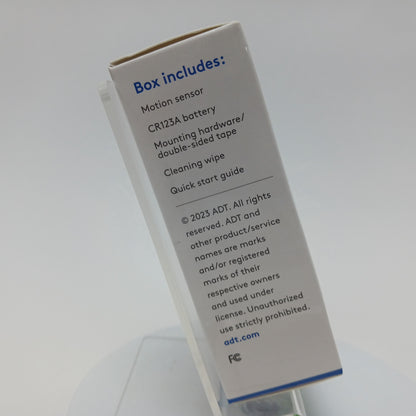 Box includes:
Motion sensor
CR123A battery
Mounting hardware/
double-sided tape
Cleaning wipe
Quick start guide
© 2023 ADT. All rights
reserved. ADT and
other product/service
names are marks
and/or registered
marks of their
respective owners
and used under
license. Unauthorized
use strictly prohibited.
adt.com
FC